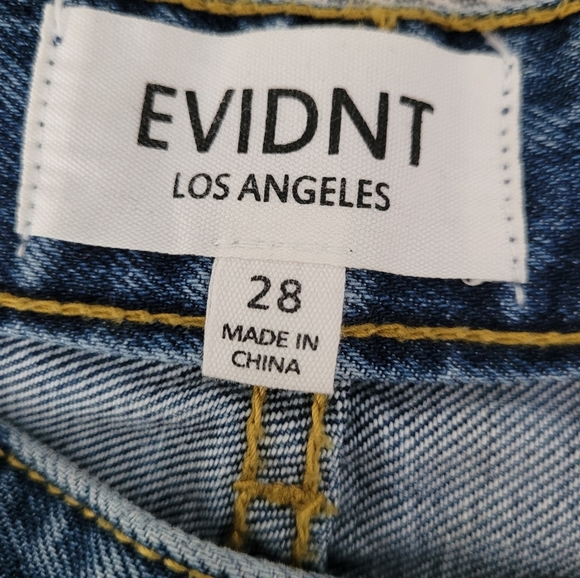 EVIDNT
LOS ANGELES
28
MADE IN
CHINA